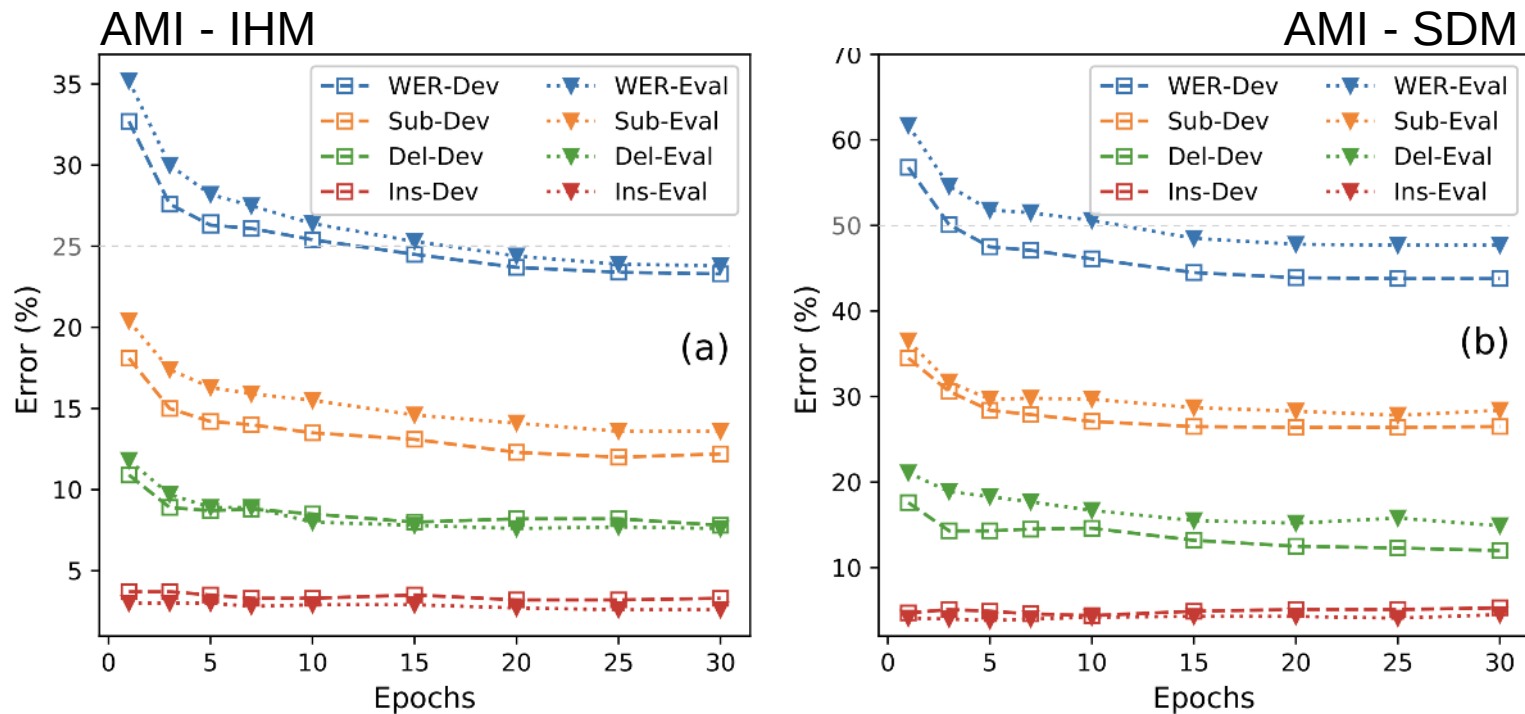 AMI - IHM
35
30
25
20
15
10
5
Error (%)
WER-Dev
Sub-Dev
Del-Dev
Ins-Dev
WER-Eval
Sub-Eval
Del-Eval
Ins-Eval
(a)
0 5 10 15 20 25 30
Epochs
AMI - SDM
70
60
50
40
30
20
10
Error (%)
WER-Dev
Sub-Dev
Del-Dev
Ins-Dev
WER-Eval
Sub-Eval
Del-Eval
Ins-Eval
(b)
0 5 10 15 20 25 30
Epochs